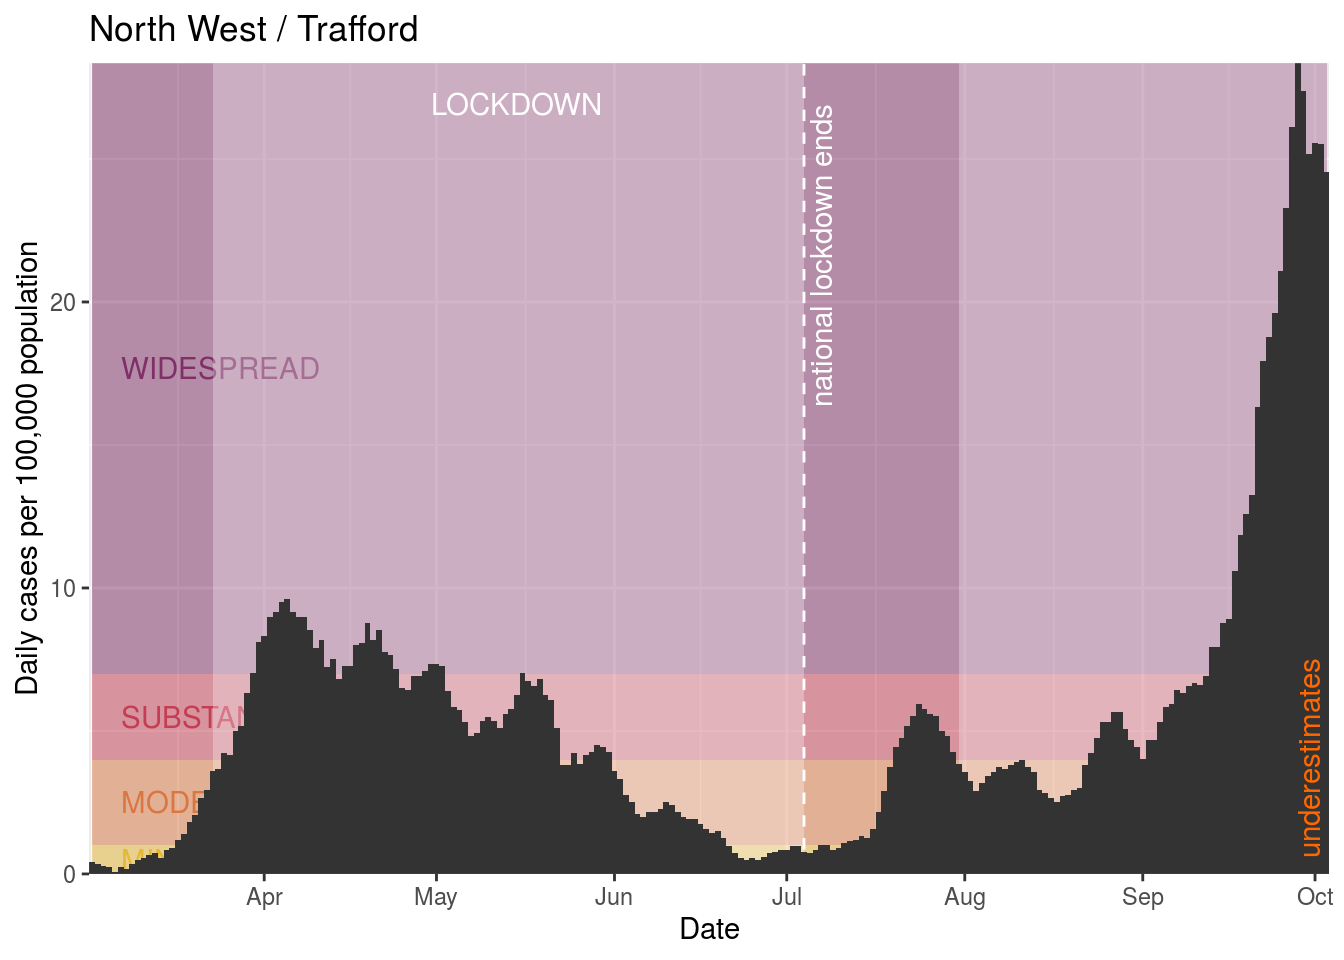 North West / Trafford
LOCKDOWN
national lockdown ends
WIDESPREAD
SUBSTAN
MODE
underestimates
Daily cases per 100,000 population
20
10
0
Apr
May
Jun
Jul
Aug
Sep
Oct
Date